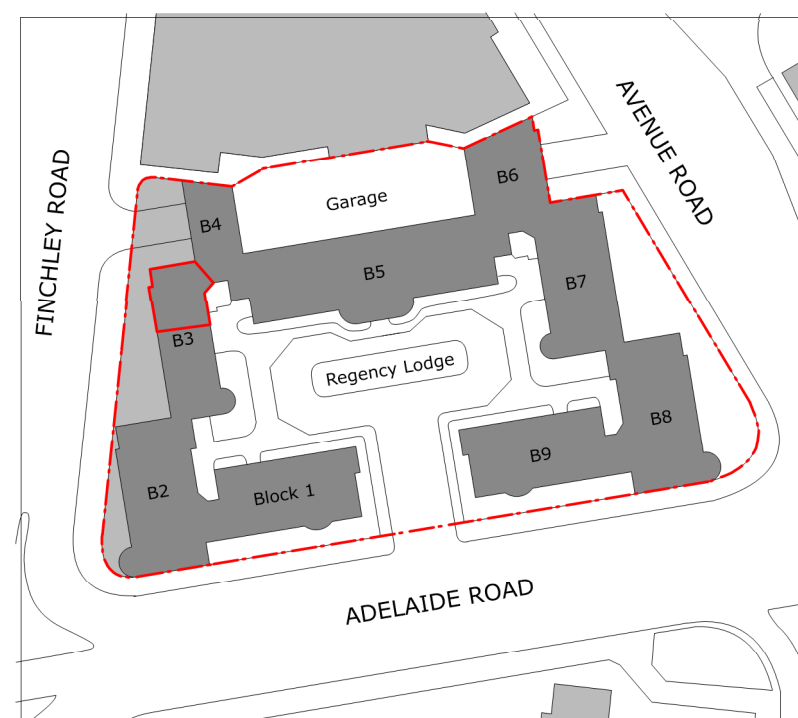 AVENUE ROAD
FINCHLEY ROAD
B6
Garage
B4
B5
B7
B3
Regency Lodge
B8
B9
B2
Block 1
ADELAIDE ROAD